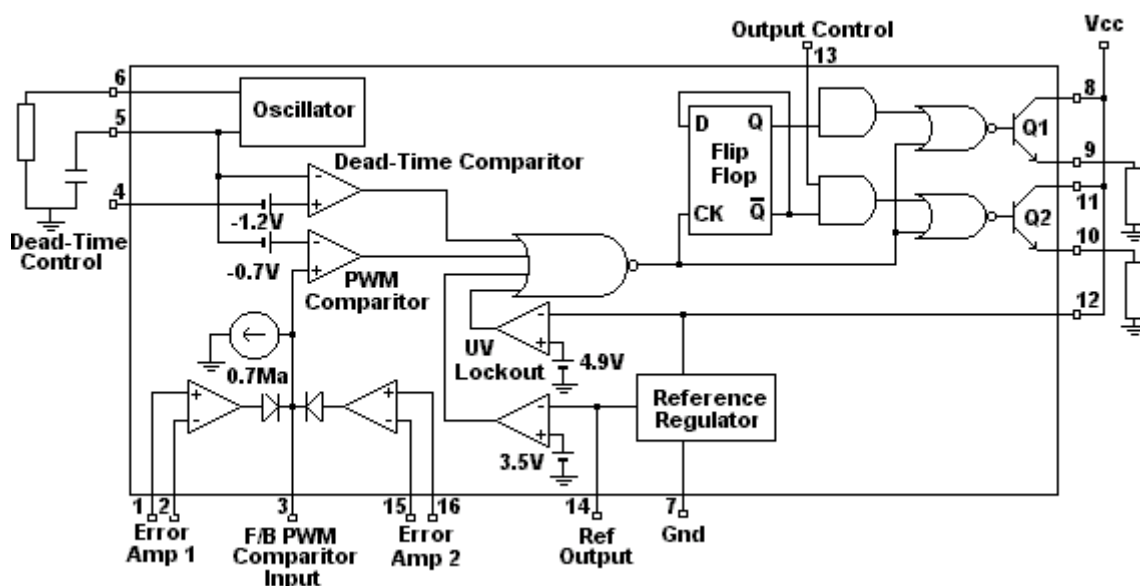 Output Control
13
Vcc
6
Oscillator
5
4
Dead-Time
Control
Dead-Time Comparitor
-1.2V
-0.7V
PWM
Comparitor
D Q
Flip
Flop
CK Q̅
8
Q1
9
11
Q2
10
12
UV
Lockout
4.9V
0.7Ma
3.5V
Reference
Regulator
+
-
+
-
-
+
-
+
-
+
-
+
1 2
Error
Amp 1
3
F/B PWM
Comparitor
Input
15 16
Error
Amp 2
14
Ref
Output
7
Gnd